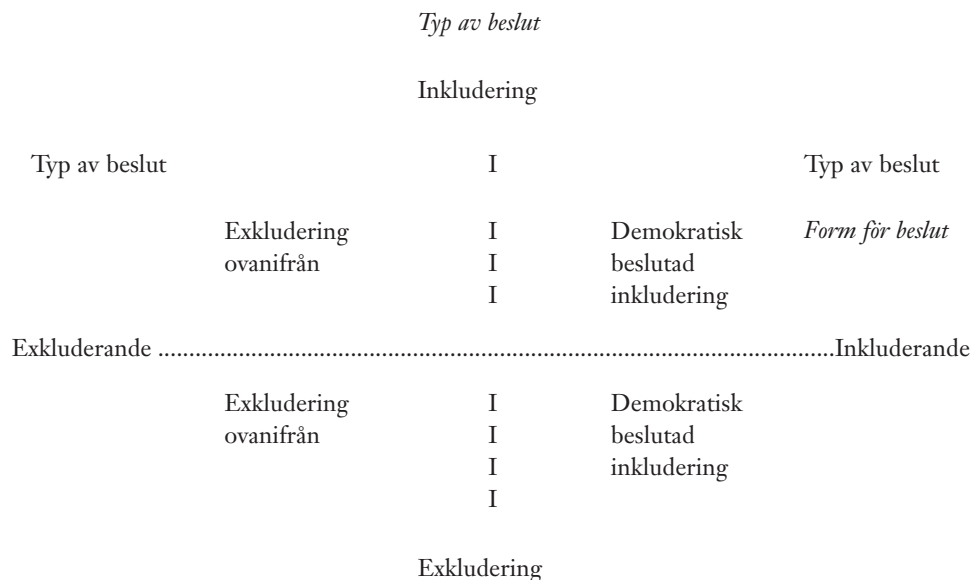 Typ av beslut
Inkludering
Typ av beslut I Typ av beslut
Exkludering I Demokratisk Form för beslut
ovanifrån I beslutad
I inkludering
Exkluderande ..............................................................................................................Inkluderande
Exkludering I Demokratisk
ovanifrån I beslutad
I inkludering
I
Exkludering